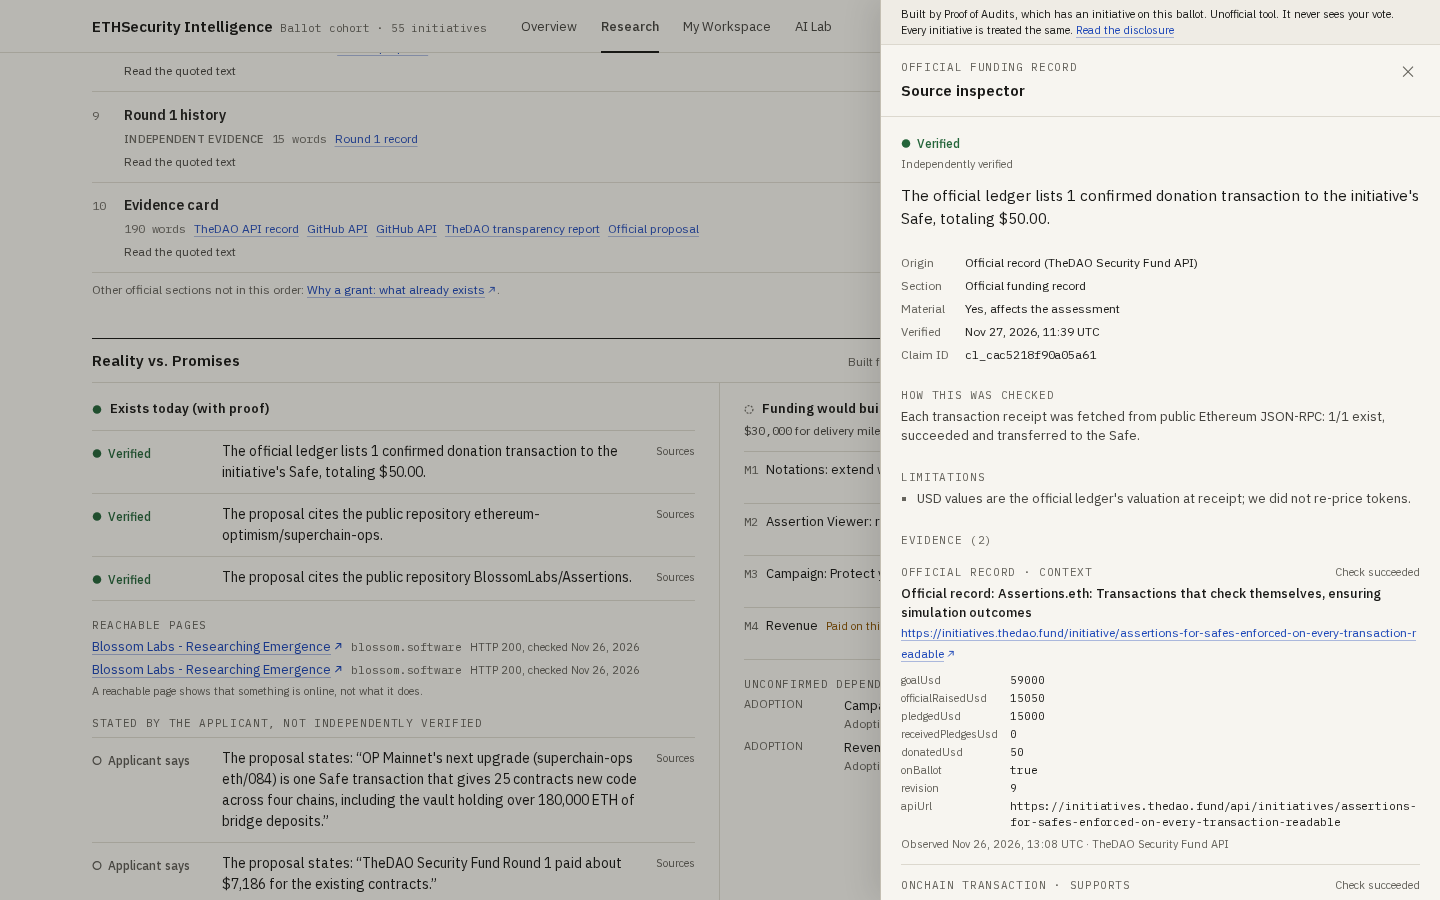 ETHSecurity Intelligence Ballot cohort · 55 initiatives Overview Research My Workspace AI Lab
Read the quoted text
9 Round 1 history
INDEPENDENT EVIDENCE 15 words Round 1 record
Read the quoted text
10 Evidence card
190 words TheDAO API record GitHub API GitHub API TheDAO transparency report Official proposal
Read the quoted text
Other official sections not in this order: Why a grant: what already exists ↗.
Reality vs. Promises Built f
Exists today (with proof)
Verified The official ledger lists 1 confirmed donation transaction to the Sources
initiative's Safe, totaling $50.00.
Verified The proposal cites the public repository ethereum- Sources
optimism/superchain-ops.
Verified The proposal cites the public repository BlossomLabs/Assertions. Sources
REACHABLE PAGES
Blossom Labs - Researching Emergence ↗ blossom.software HTTP 200, checked Nov 26, 2026
Blossom Labs - Researching Emergence ↗ blossom.software HTTP 200, checked Nov 26, 2026
A reachable page shows that something is online, not what it does.
STATED BY THE APPLICANT, NOT INDEPENDENTLY VERIFIED
Applicant says The proposal states: “OP Mainnet's next upgrade (superchain-ops Sources
eth/084) is one Safe transaction that gives 25 contracts new code
across four chains, including the vault holding over 180,000 ETH of
bridge deposits.”
Applicant says The proposal states: “TheDAO Security Fund Round 1 paid about Sources
$7,186 for the existing contracts.”
Funding would bui
$30,000 for delivery mile
M1 Notations: extend v
M2 Assertion Viewer: r
M3 Campaign: Protect y
M4 Revenue Paid on thi
UNCONFIRMED DEPEND
ADOPTION Campa
Adopti
ADOPTION Reven
Adopti
Built by Proof of Audits, which has an initiative on this ballot. Unofficial tool. It never sees your vote.
Every initiative is treated the same. Read the disclosure
OFFICIAL FUNDING RECORD
Source inspector
Verified
Independently verified
The official ledger lists 1 confirmed donation transaction to the initiative's
Safe, totaling $50.00.
Origin Official record (TheDAO Security Fund API)
Section Official funding record
Material Yes, affects the assessment
Verified Nov 27, 2026, 11:39 UTC
Claim ID cl_cac5218f90a05a61
HOW THIS WAS CHECKED
Each transaction receipt was fetched from public Ethereum JSON-RPC: 1/1 exist,
succeeded and transferred to the Safe.
LIMITATIONS
▪ USD values are the official ledger's valuation at receipt; we did not re-price tokens.
EVIDENCE (2)
OFFICIAL RECORD · CONTEXT Check succeeded
Official record: Assertions.eth: Transactions that check themselves, ensuring
simulation outcomes
https://initiatives.thedao.fund/initiative/assertions-for-safes-enforced-on-every-transaction-r
eadable ↗
goalUsd 59000
officialRaisedUsd 15050
pledgedUsd 15000
receivedPledgesUsd 0
donatedUsd 50
onBallot true
revision 9
apiUrl https://initiatives.thedao.fund/api/initiatives/assertions-
for-safes-enforced-on-every-transaction-readable
Observed Nov 26, 2026, 13:08 UTC · TheDAO Security Fund API
ONCHAIN TRANSACTION · SUPPORTS Check succeeded